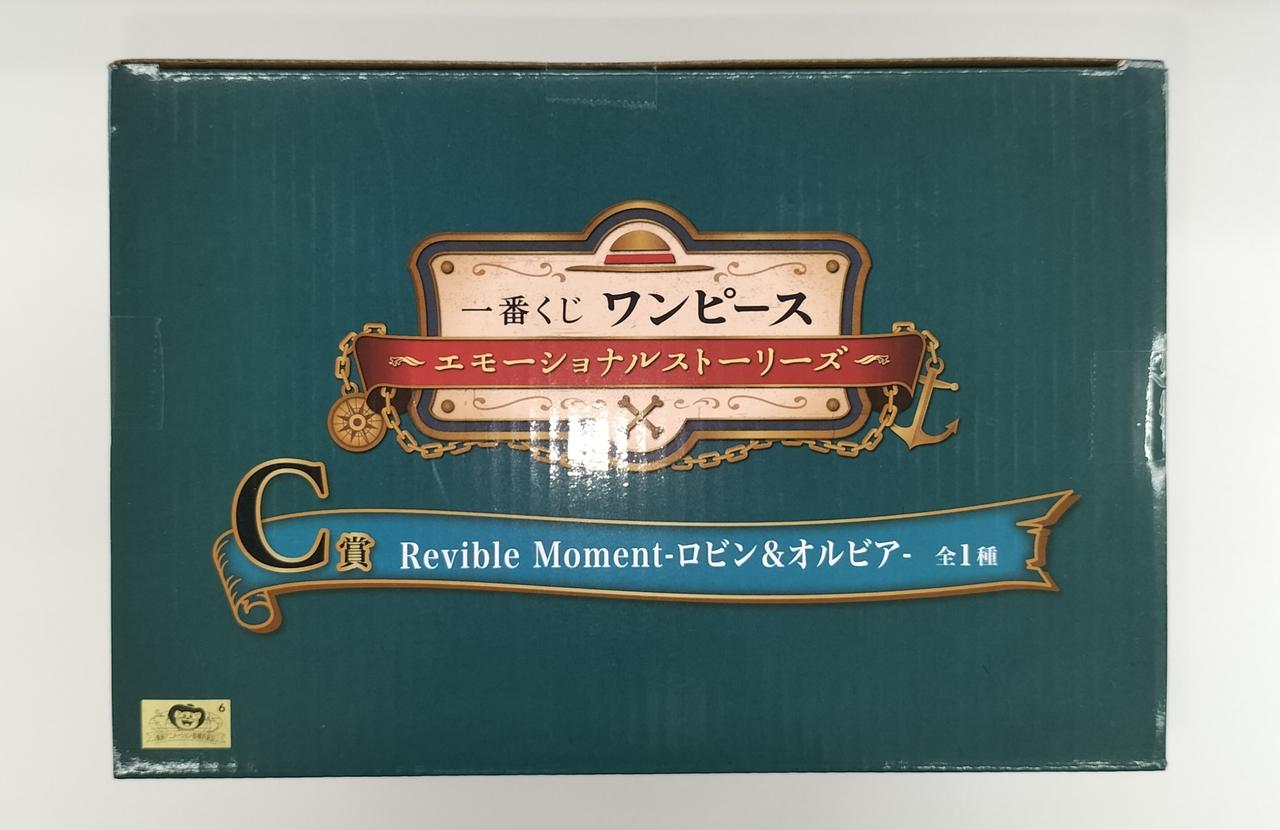 一番くじ ワンピース
エモーショナルストーリーズ
C賞 Revible Moment-ロビン&オルビア- 全1種
6